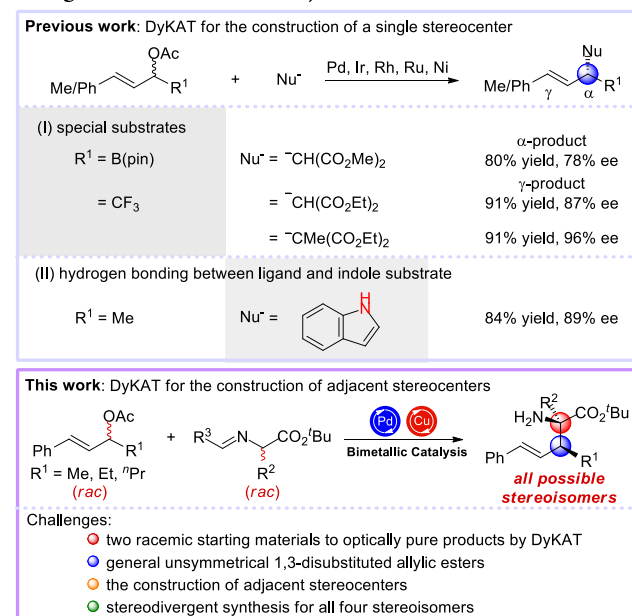 Previous work: DyKAT for the construction of a single stereocenter
OAc
Me/Ph
R1
+
Nu-
Pd, Ir, Rh, Ru, Ni
Nu
Me/Ph
R1
γ
α
(I) special substrates
α-product
R1 = B(pin)
Nu- = -CH(CO2Me)2
80% yield, 78% ee
γ-product
= CF3
= -CH(CO2Et)2
91% yield, 87% ee
= -CMe(CO2Et)2
91% yield, 96% ee
(II) hydrogen bonding between ligand and indole substrate
R1 = Me
Nu- =
H
N
84% yield, 89% ee
This work: DyKAT for the construction of adjacent stereocenters
OAc
Ph
R1
R1 = Me, Et, nPr
(rac)
+
R3
N
CO2tBu
R2
(rac)
Pd
Cu
Bimetallic Catalysis
R2
H2N
CO2tBu
Ph
R1
all possible
stereoisomers
Challenges:
two racemic starting materials to optically pure products by DyKAT
general unsymmetrical 1,3-disubstituted allylic esters
the construction of adjacent stereocenters
stereodivergent synthesis for all four stereoisomers